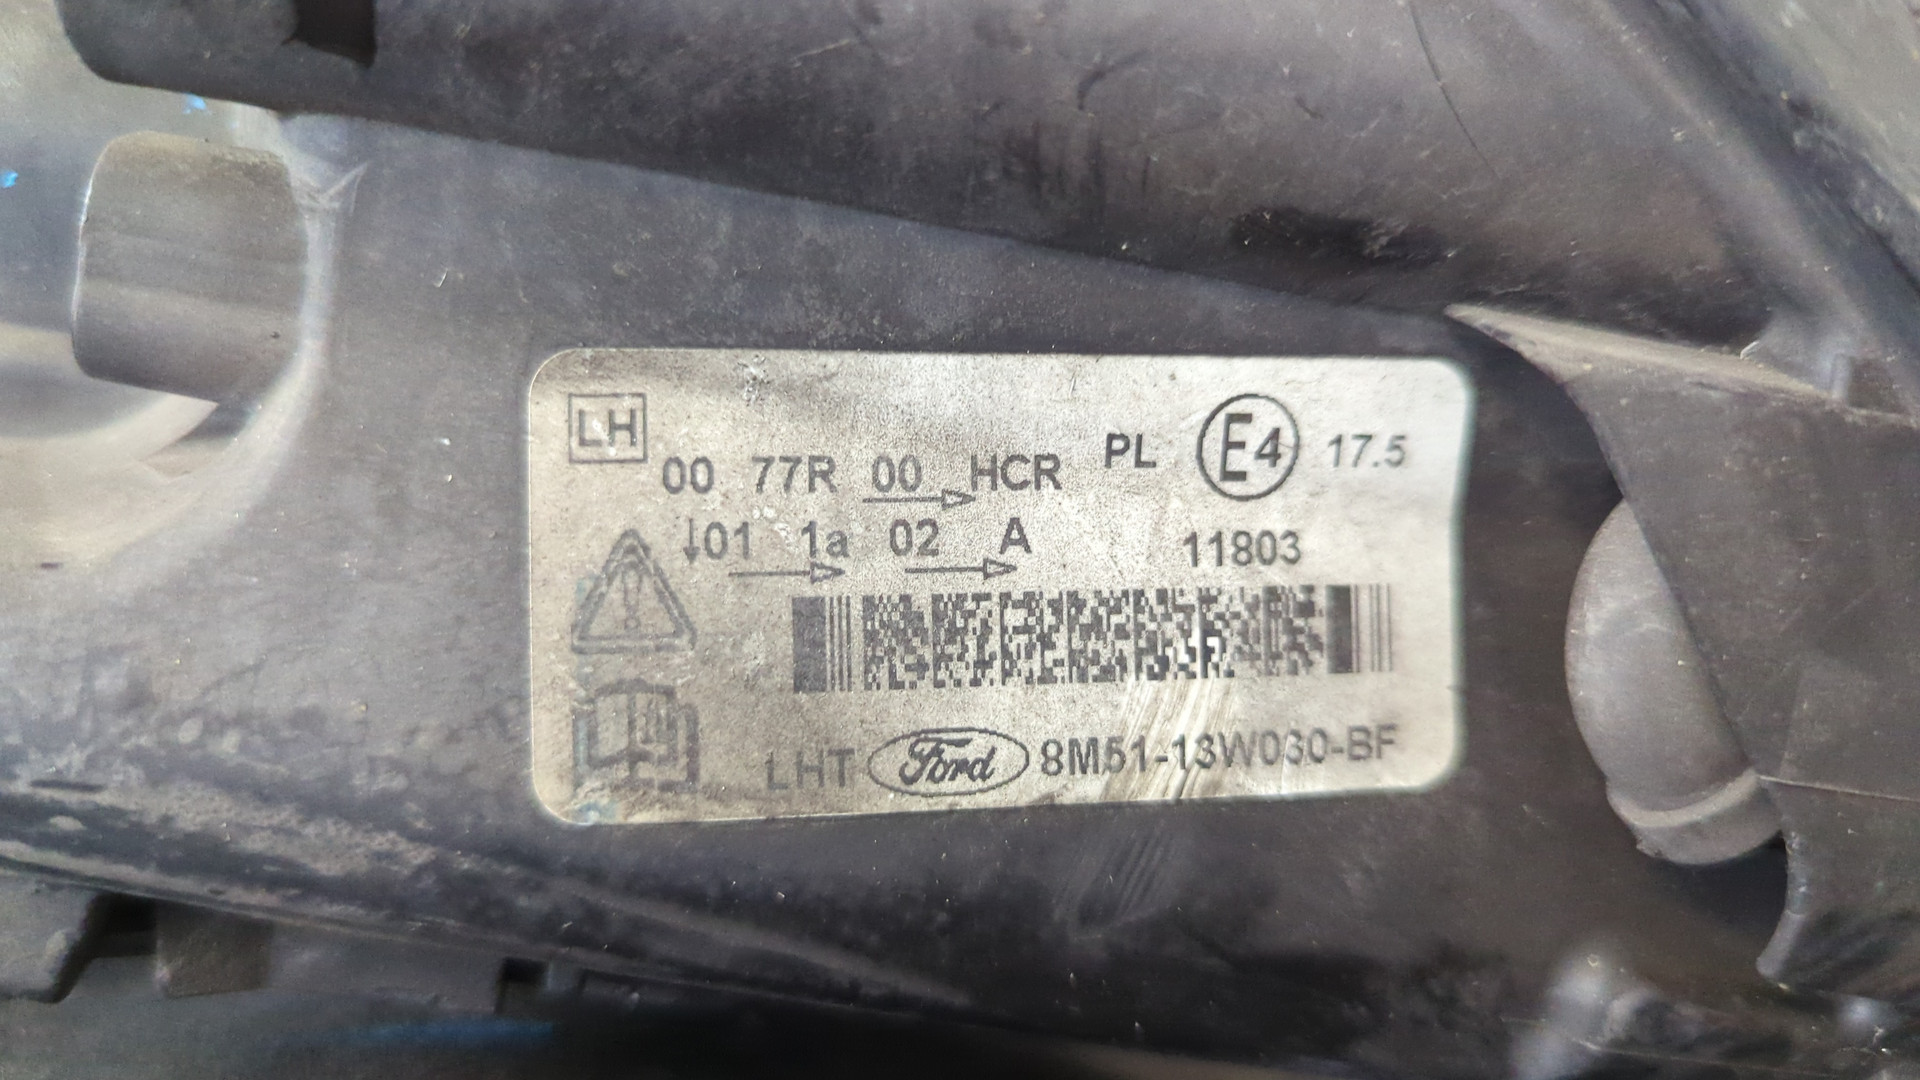 LH
00 77R 00 HCR PL E4 17.5
01 1a 02 A 11803
LHT Ford 8M51-13W030-BF